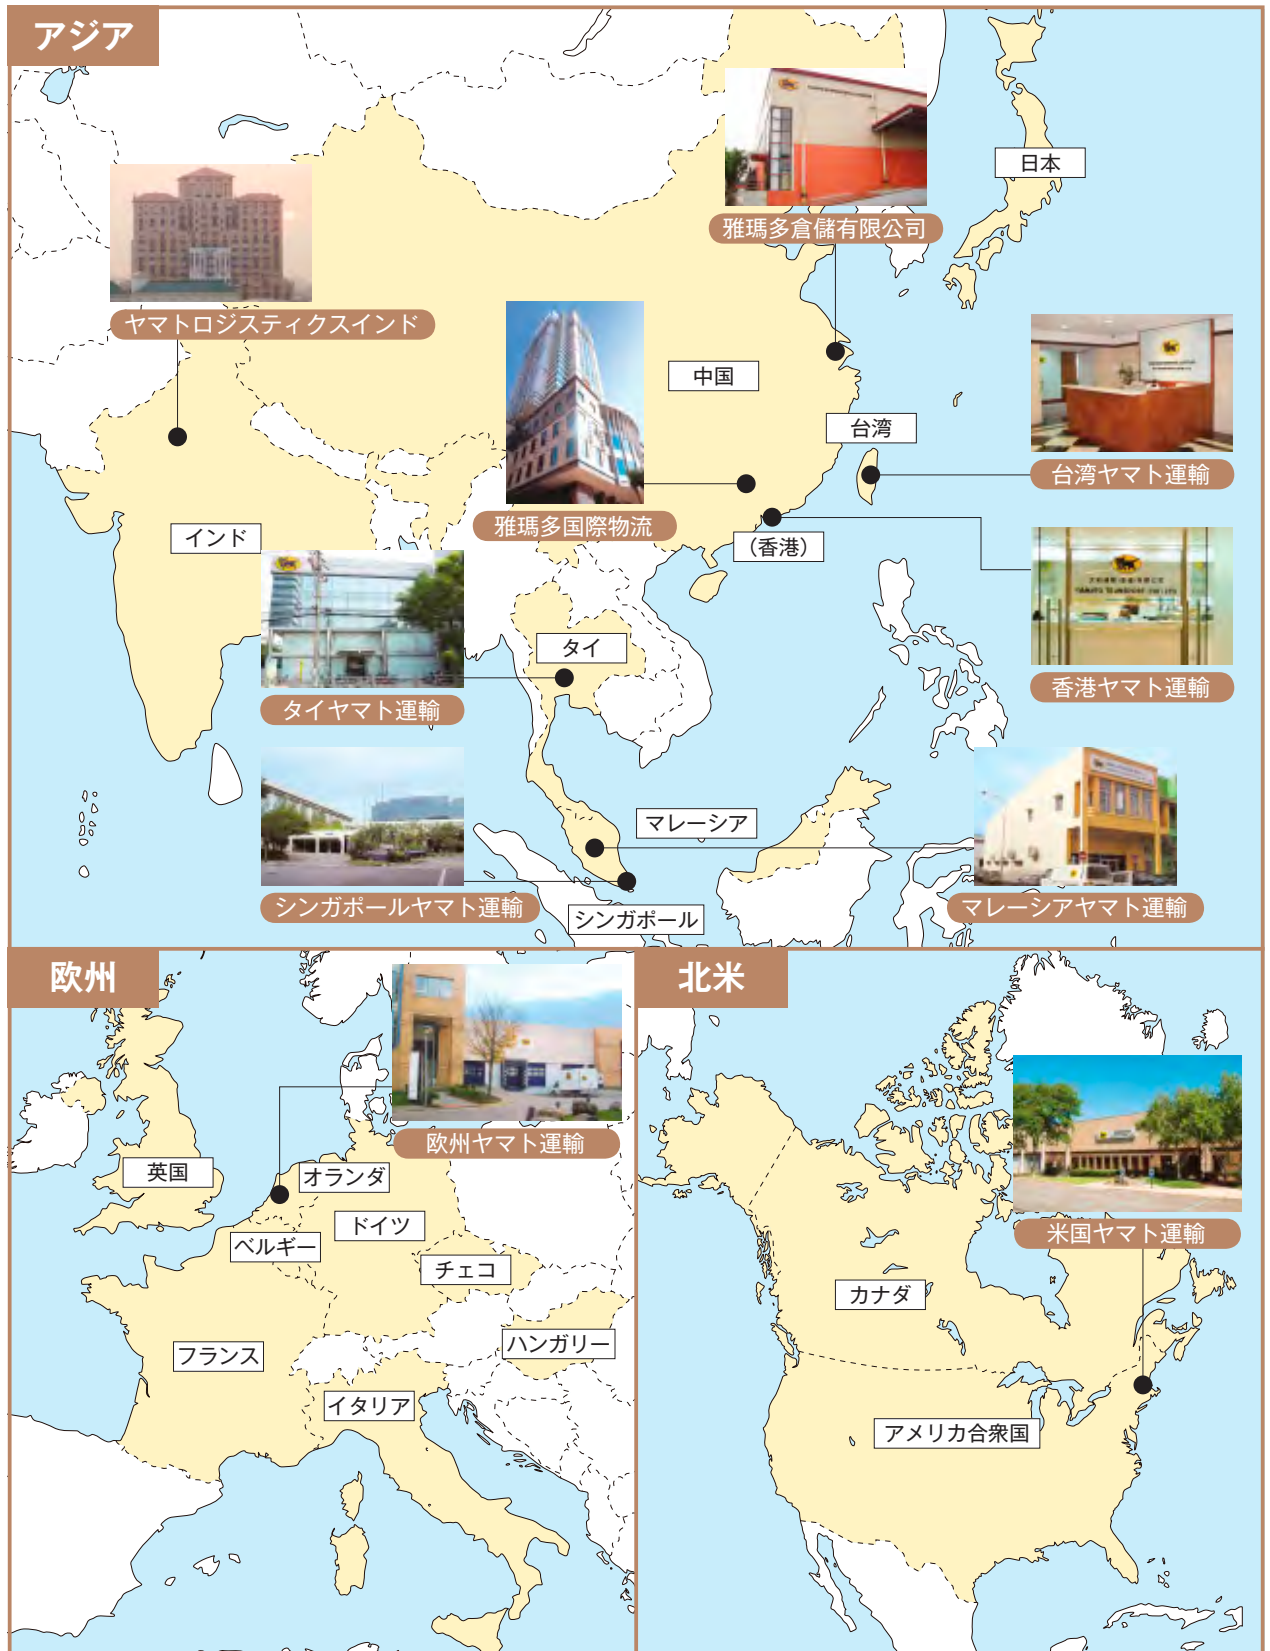 アジア
日本
雅瑪多倉儲有限公司
ヤマトロジスティクスインド
中国
台湾
台湾ヤマト運輸
雅瑪多国際物流
インド
（香港）
タイ
香港ヤマト運輸
タイヤマト運輸
マレーシア
シンガポールヤマト運輸
シンガポール
マレーシアヤマト運輸
欧州
欧州ヤマト運輸
英国
オランダ
ドイツ
ベルギー
チェコ
フランス
ハンガリー
イタリア
北米
米国ヤマト運輸
カナダ
アメリカ合衆国